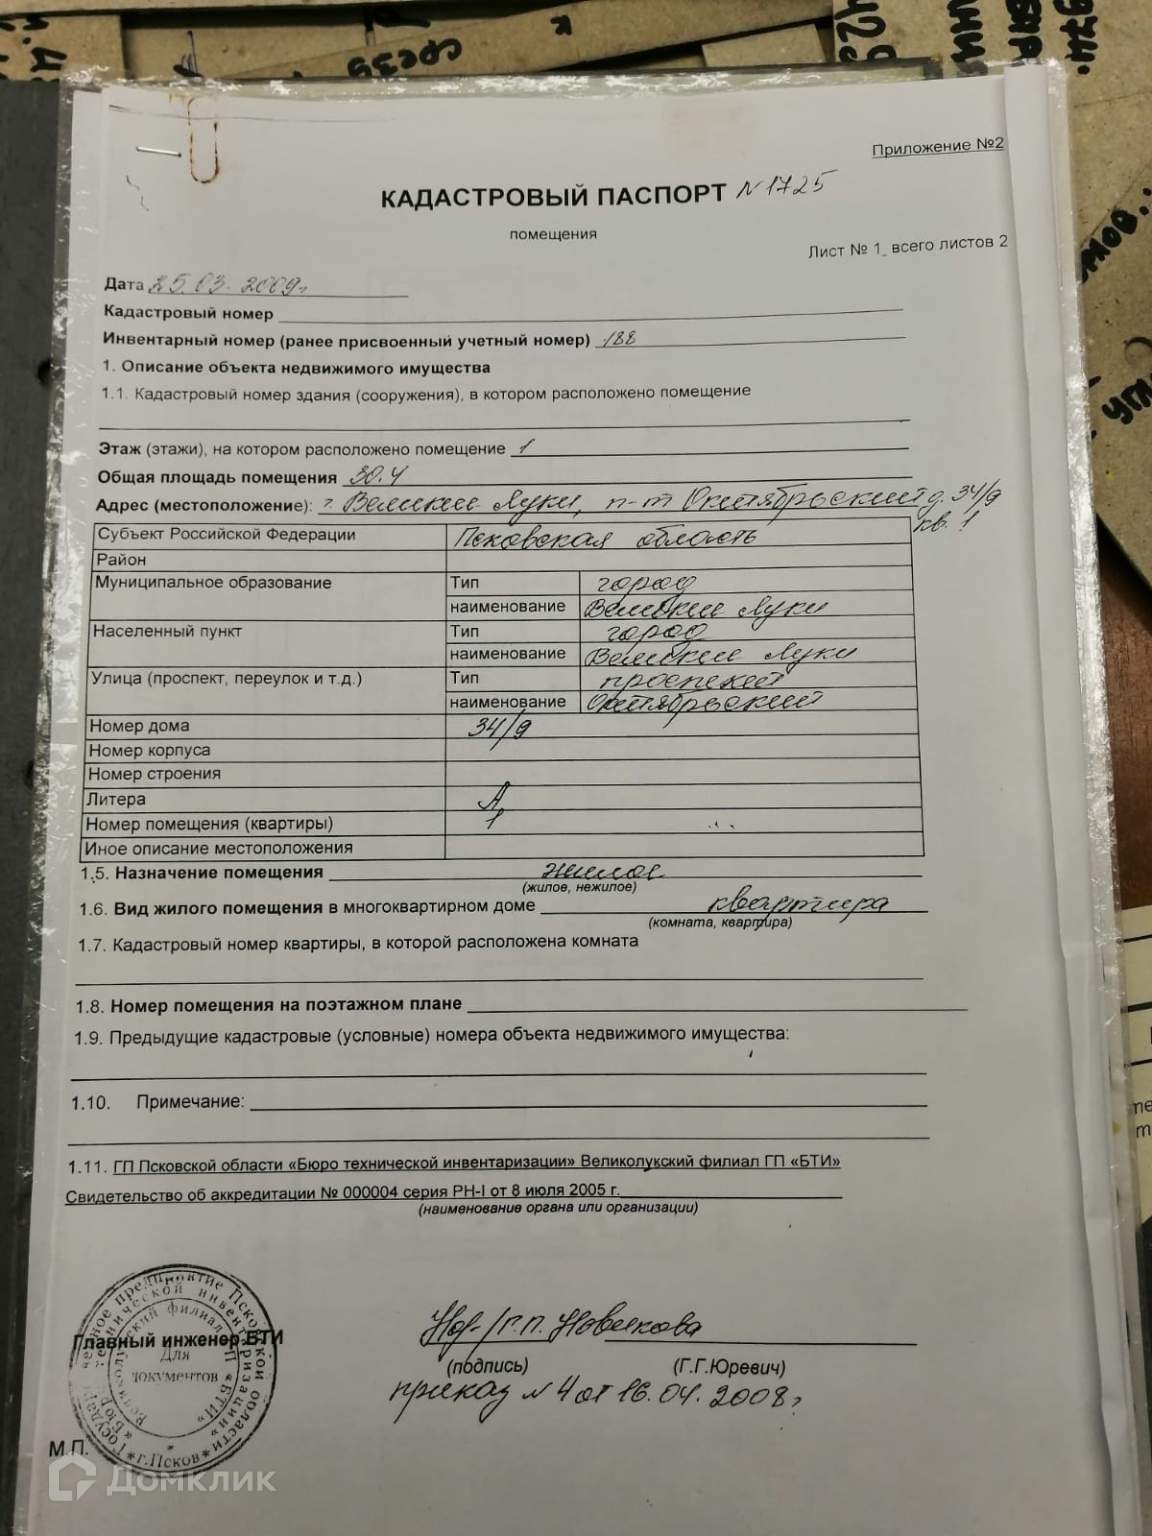 Приложение №2
КАДАСТРОВЫЙ ПАСПОРТ N 1725
помещения
Лист № 1, всего листов 2
Дата 25.03.2009г
Кадастровый номер
Инвентарный номер (ранее присвоенный учетный номер) 188
1. Описание объекта недвижимого имущества
1.1. Кадастровый номер здания (сооружения), в котором расположено помещение
Этаж (этажи), на котором расположено помещение 1
Общая площадь помещения 30.4
Адрес (местоположение): г. Великие Луки, п-т Октябрьский д. 34/9
кв. 1
Субъект Российской Федерации Псковская область
Район
Муниципальное образование Тип город
наименование Великие Луки
Населенный пункт Тип город
наименование Великие Луки
Улица (проспект, переулок и т.д.) Тип проспект
наименование Октябрьский
Номер дома 34/9
Номер корпуса
Номер строения
Литера А
Номер помещения (квартиры) 1
Иное описание местоположения
1.5. Назначение помещения жилое
(жилое, нежилое)
1.6. Вид жилого помещения в многоквартирном доме квартира
(комната, квартира)
1.7. Кадастровый номер квартиры, в которой расположена комната
1.8. Номер помещения на поэтажном плане
1.9. Предыдущие кадастровые (условные) номера объекта недвижимого имущества:
1.10. Примечание:
1.11. ГП Псковской области «Бюро технической инвентаризации» Великолукский филиал ГП «БТИ»
Свидетельство об аккредитации № 000004 серия РН-I от 8 июля 2005 г.
(наименование органа или организации)
Главный инженер БТИ
Для
документов
г.Псков
Г.П. Новикова
(подпись) (Г.Г.Юревич)
приказ N 4 от 16.04.2008г
М.П.
Домклик